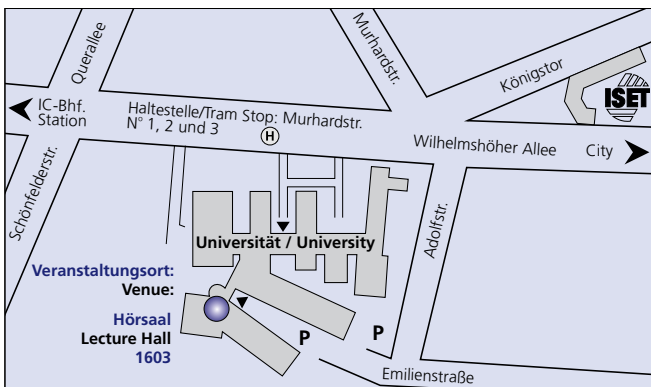 Querallee
Murhardstr.
Königstor
ISET
IC-Bhf.
Station
Haltestelle/Tram Stop: Murhardstr.
N° 1, 2 und 3
H
Wilhelmshöher Allee
City
Schönfelderstr.
Adolfstr.
Universität / University
Veranstaltungsort:
Venue:
Hörsaal
Lecture Hall
1603
P
P
Emilienstraße